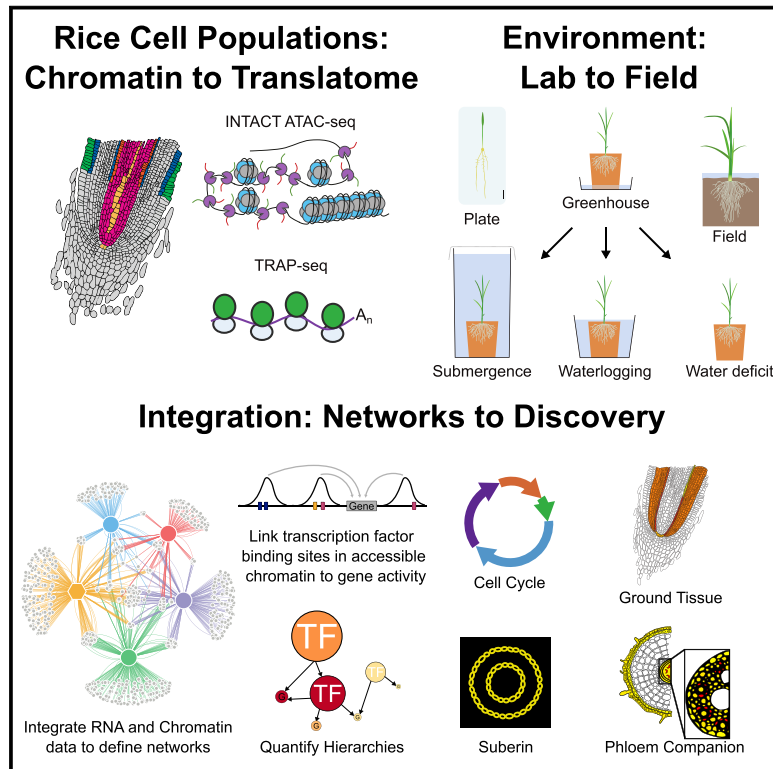 Rice Cell Populations:
Chromatin to Translatome
INTACT ATAC-seq
TRAP-seq
An
Environment:
Lab to Field
Plate
Greenhouse
Field
Submergence
Waterlogging
Water deficit
Integration: Networks to Discovery
Integrate RNA and Chromatin
data to define networks
Gene
Link transcription factor
binding sites in accessible
chromatin to gene activity
TF
TF
TF
G
G
G
G
Quantify Hierarchies
Cell Cycle
Ground Tissue
Suberin
Phloem Companion